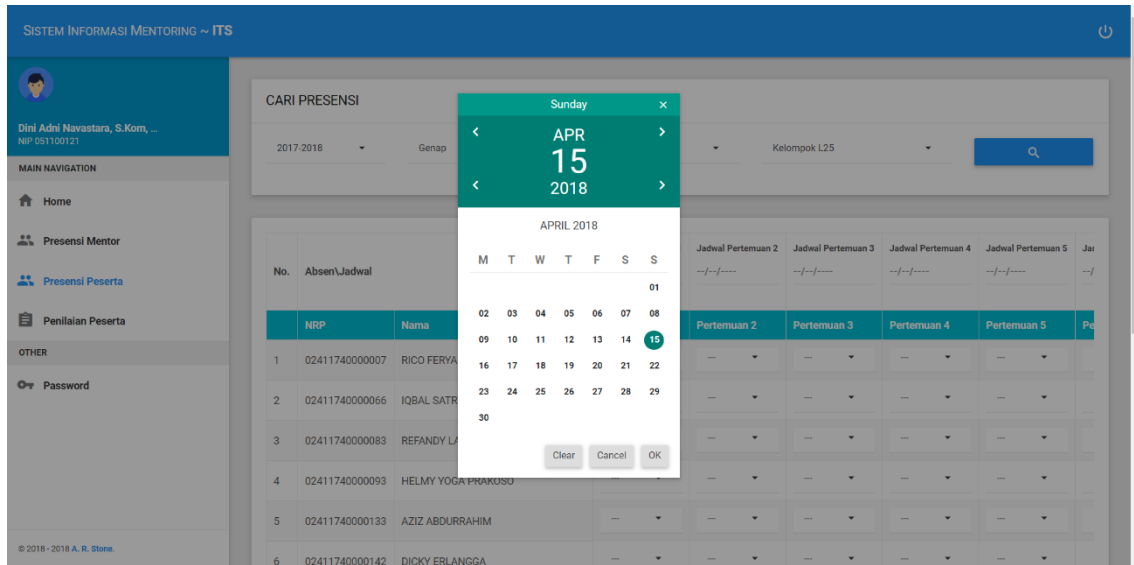 SISTEM INFORMASI MENTORING ~ ITS
Dini Adni Navastara, S.Kom, ...
NIP 051100121
MAIN NAVIGATION
Home
Presensi Mentor
Presensi Peserta
Penilaian Peserta
OTHER
Password
© 2018 - 2018 A. R. Stone.
CARI PRESENSI
2017-2018
Genap
Kelompok L25
Sunday ×
APR
15
2018
APRIL 2018
M T W T F S S
01
02 03 04 05 06 07 08
09 10 11 12 13 14 15
16 17 18 19 20 21 22
23 24 25 26 27 28 29
30
Clear Cancel OK
Jadwal Pertemuan 2 Jadwal Pertemuan 3 Jadwal Pertemuan 4 Jadwal Pertemuan 5
No. Absen\Jadwal --/--/---- --/--/---- --/--/---- --/--/----
NRP Nama Pertemuan 2 Pertemuan 3 Pertemuan 4 Pertemuan 5
1 02411740000007 RICO --- --- --- ---
2 02411740000066 IQBAL --- --- --- ---
3 02411740000083 REFANDY --- --- --- ---
4 02411740000093 HELMY YOGA PRAKOSO --- --- --- --- ---
5 02411740000133 AZIZ ABDURRAHIM --- --- --- --- ---
6 02411740000142 DICKY ERLANGGA --- --- --- --- ---